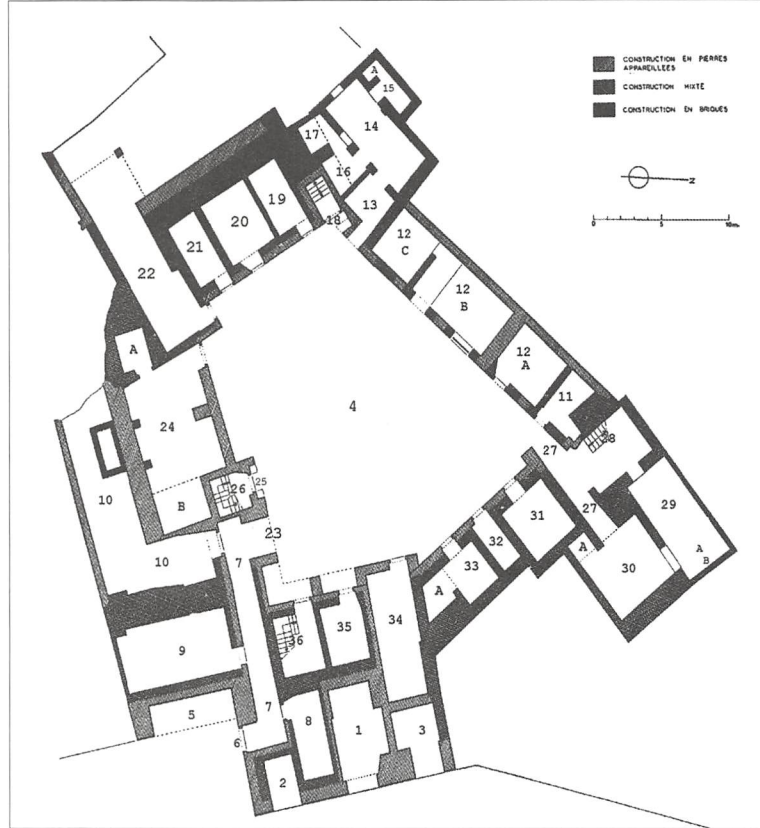 CONSTRUCTION EN PIERRES
APPAREILLÉES
CONSTRUCTION MIXTE
CONSTRUCTION EN BRIQUES
N
0 5 10m.
A
15
14
17
16
13
18
19
20
21
22
12
C
12
B
12
A
11
A
24
4
27
28
10
B
26
25
23
27
29
31
A
A
B
30
32
33
10
7
A
9
36
35
34
5
7
8
1
3
6
2